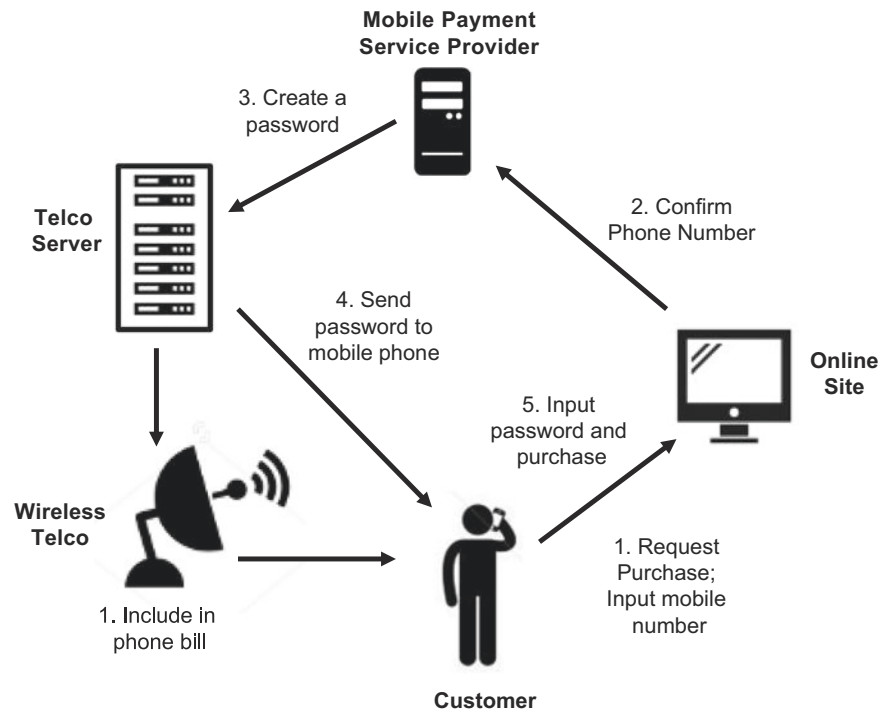 Mobile Payment
Service Provider
3. Create a
password
Telco
Server
2. Confirm
Phone Number
4. Send
password to
mobile phone
Online
Site
5. Input
password and
purchase
Wireless
Telco
1. Request
Purchase;
Input mobile
number
1. Include in
phone bill
Customer